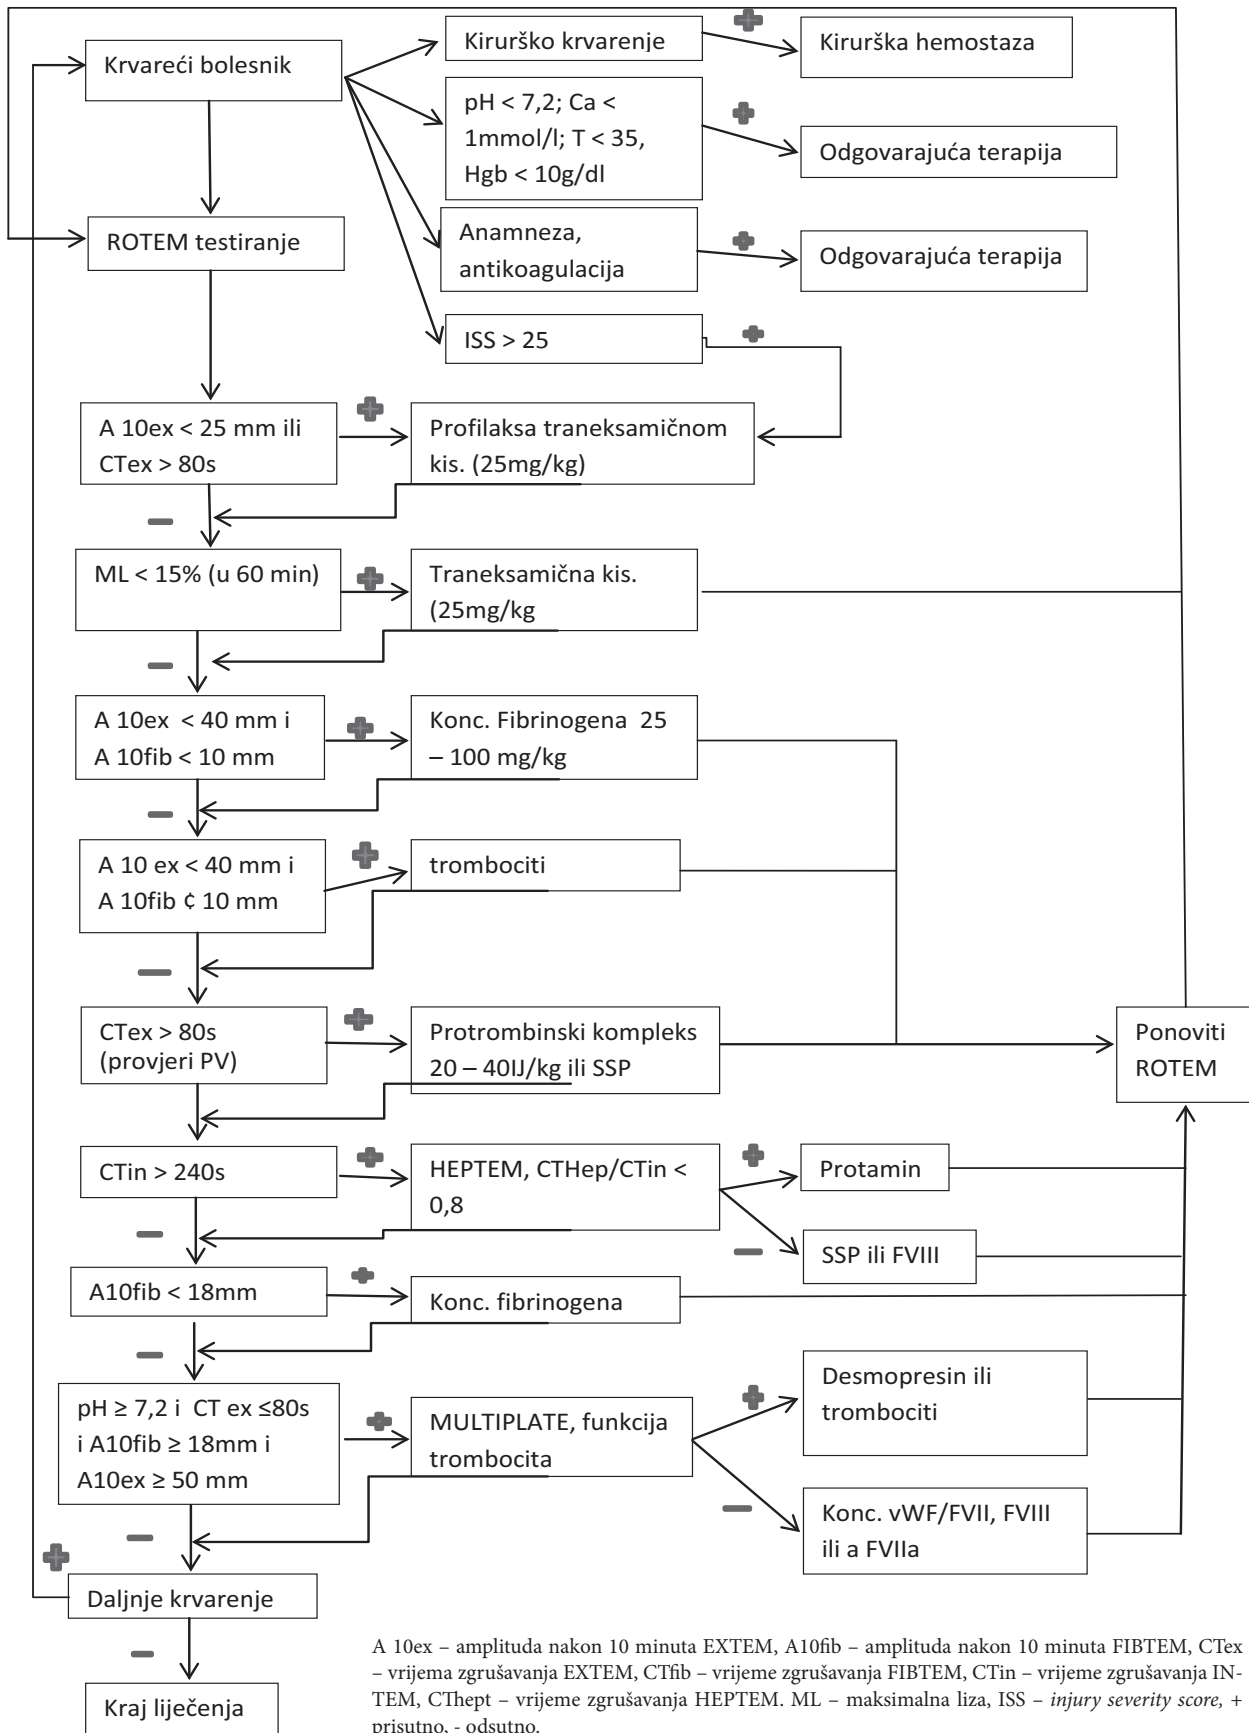 Krvareći bolesnik
Kirurško krvarenje
Kirurška hemostaza
pH < 7,2; Ca <
1mmol/l; T < 35,
Hgb < 10g/dl
Odgovarajuća terapija
ROTEM testiranje
Anamneza,
antikoagulacija
Odgovarajuća terapija
ISS > 25
A 10ex < 25 mm ili
CTex > 80s
Profilaksa traneksamičnom
kis. (25mg/kg)
ML < 15% (u 60 min)
Traneksamična kis.
(25mg/kg
A 10ex < 40 mm i
A 10fib < 10 mm
Konc. Fibrinogena 25
– 100 mg/kg
A 10 ex < 40 mm i
A 10fib ¢ 10 mm
trombociti
CTex > 80s
(provjeri PV)
Protrombinski kompleks
20 – 40IJ/kg ili SSP
Ponoviti
ROTEM
CTin > 240s
HEPTEM, CTHep/CTin <
0,8
Protamin
SSP ili FVIII
A10fib < 18mm
Konc. fibrinogena
pH ≥ 7,2 i CT ex ≤80s
i A10fib ≥ 18mm i
A10ex ≥ 50 mm
MULTIPLATE, funkcija
trombocita
Desmopresin ili
trombociti
Konc. vWF/FVII, FVIII
ili a FVIIa
Daljnje krvarenje
Kraj liječenja
A 10ex – amplituda nakon 10 minuta EXTEM, A10fib – amplituda nakon 10 minuta FIBTEM, CTex
– vrijema zgrušavanja EXTEM, CTfib – vrijeme zgrušavanja FIBTEM, CTin – vrijeme zgrušavanja IN-
TEM, CThept – vrijeme zgrušavanja HEPTEM. ML – maksimalna liza, ISS – injury severity score, +
prisutno, - odsutno.